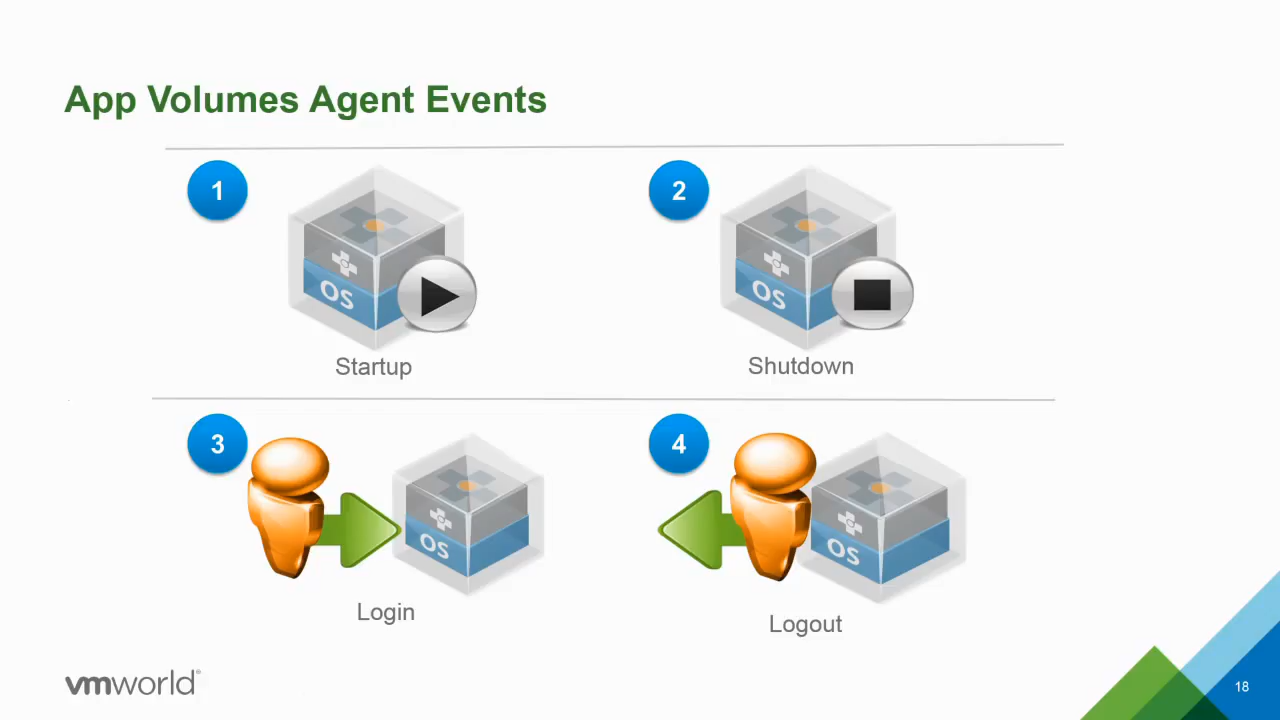 App Volumes Agent Events
1
2
OS
OS
Startup
Shutdown
3
4
OS
OS
Login
Logout
vmworld®
18